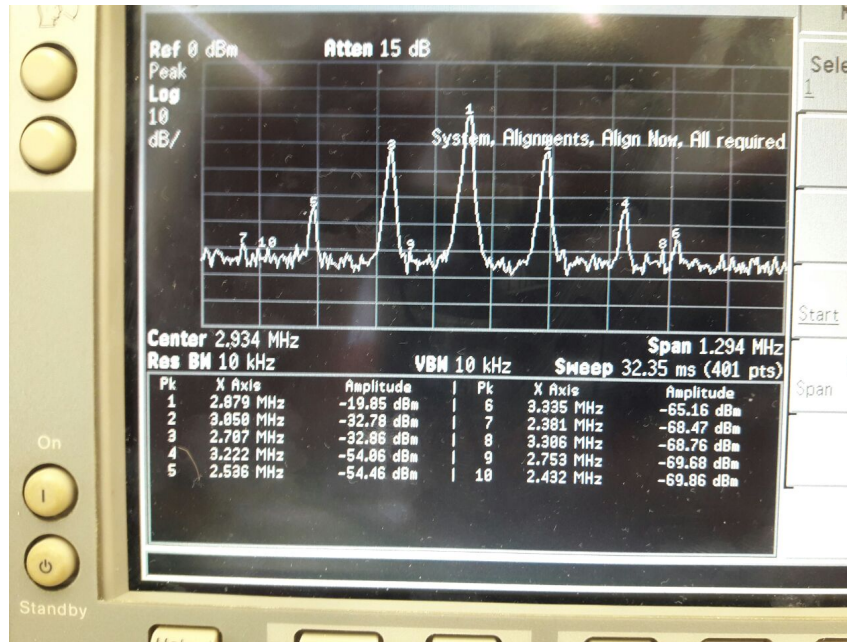 Ref 0 dBm Atten 15 dB
Peak
Log
10
dB/
1
3
2
5
4
7
10
9
8
6
System, Alignments, Align Now, All required
Center 2.934 MHz Span 1.294 MHz
Res BW 10 kHz VBW 10 kHz Sweep 32.35 ms (401 pts)
Pk X Axis Amplitude | Pk X Axis Amplitude
1 2.879 MHz -19.85 dBm | 6 3.335 MHz -65.16 dBm
2 3.050 MHz -32.78 dBm | 7 2.381 MHz -68.47 dBm
3 2.707 MHz -32.86 dBm | 8 3.306 MHz -68.76 dBm
4 3.222 MHz -54.06 dBm | 9 2.753 MHz -69.68 dBm
5 2.536 MHz -54.46 dBm | 10 2.432 MHz -69.86 dBm
Sele
1
Start
Span
On
Standby